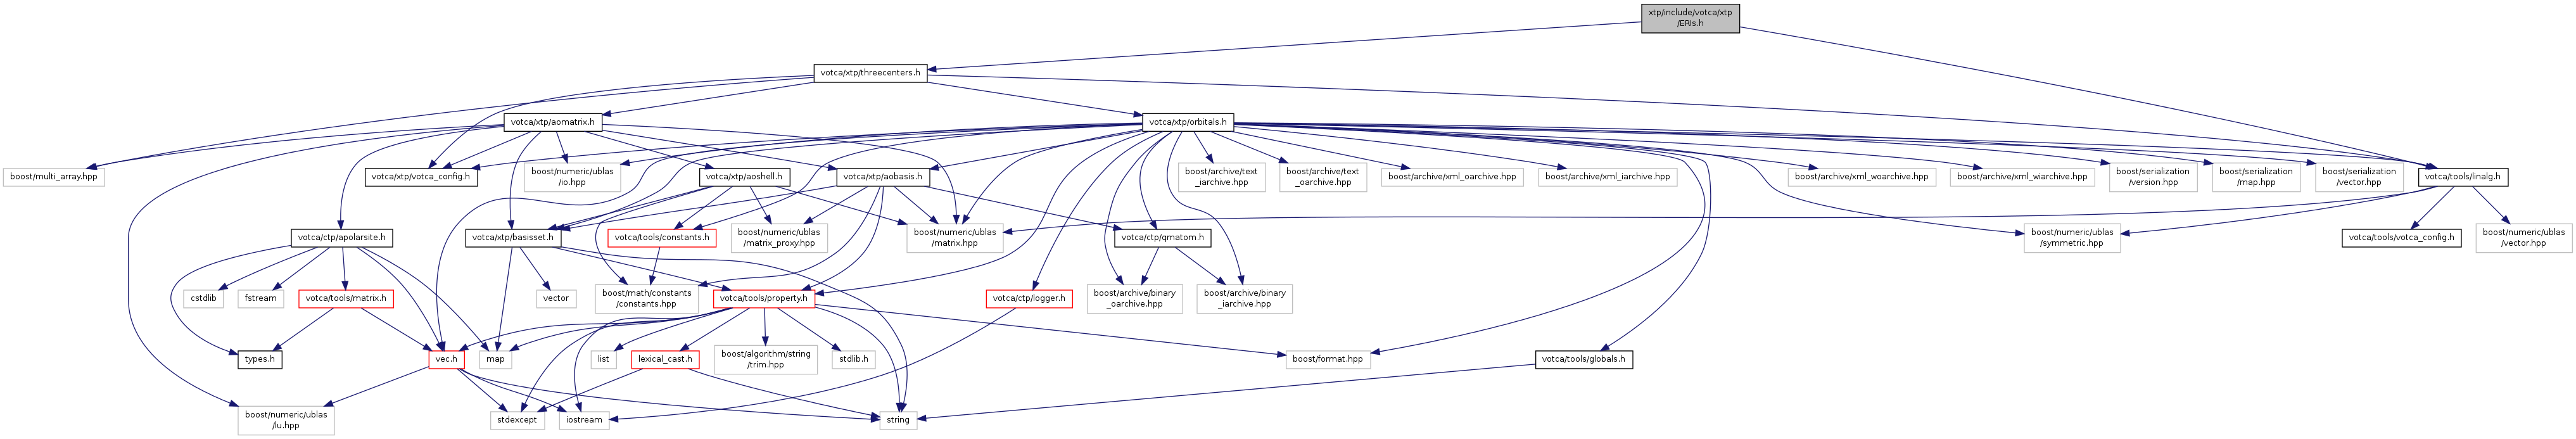 xtp/include/votca/xtp
/ERIs.h
votca/xtp/threecenters.h
votca/xtp/aomatrix.h
votca/xtp/orbitals.h
boost/multi_array.hpp
votca/xtp/votca_config.h
boost/numeric/ublas
/io.hpp
votca/xtp/aoshell.h
votca/xtp/aobasis.h
boost/archive/text
_iarchive.hpp
boost/archive/text
_oarchive.hpp
boost/archive/xml_oarchive.hpp
boost/archive/xml_iarchive.hpp
boost/archive/xml_woarchive.hpp
boost/archive/xml_wiarchive.hpp
boost/serialization
/version.hpp
boost/serialization
/map.hpp
boost/serialization
/vector.hpp
votca/tools/linalg.h
votca/ctp/apolarsite.h
votca/xtp/basisset.h
votca/tools/constants.h
boost/numeric/ublas
/matrix_proxy.hpp
boost/numeric/ublas
/matrix.hpp
votca/ctp/qmatom.h
boost/numeric/ublas
/symmetric.hpp
votca/tools/votca_config.h
boost/numeric/ublas
/vector.hpp
cstdlib
fstream
votca/tools/matrix.h
vector
boost/math/constants
/constants.hpp
votca/tools/property.h
votca/ctp/logger.h
boost/archive/binary
_oarchive.hpp
boost/archive/binary
_iarchive.hpp
types.h
vec.h
map
list
lexical_cast.h
boost/algorithm/string
/trim.hpp
stdlib.h
boost/format.hpp
votca/tools/globals.h
boost/numeric/ublas
/lu.hpp
stdexcept
iostream
string